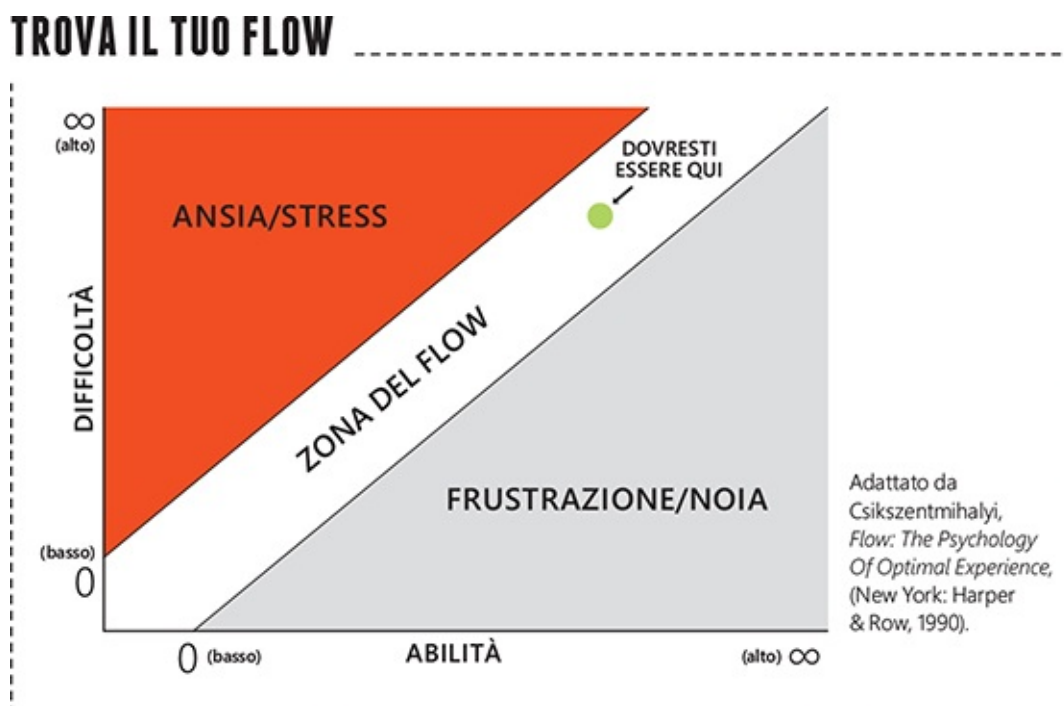 TROVA IL TUO FLOW
∞
(alto)
DOVRESTI
ESSERE QUI
ANSIA/STRESS
DIFFICOLTÀ
ZONA DEL FLOW
FRUSTRAZIONE/NOIA
(basso)
0
0 (basso)
ABILITÀ
(alto) ∞
Adattato da
Csikszentmihalyi,
Flow: The Psychology
Of Optimal Experience,
(New York: Harper
& Row, 1990).